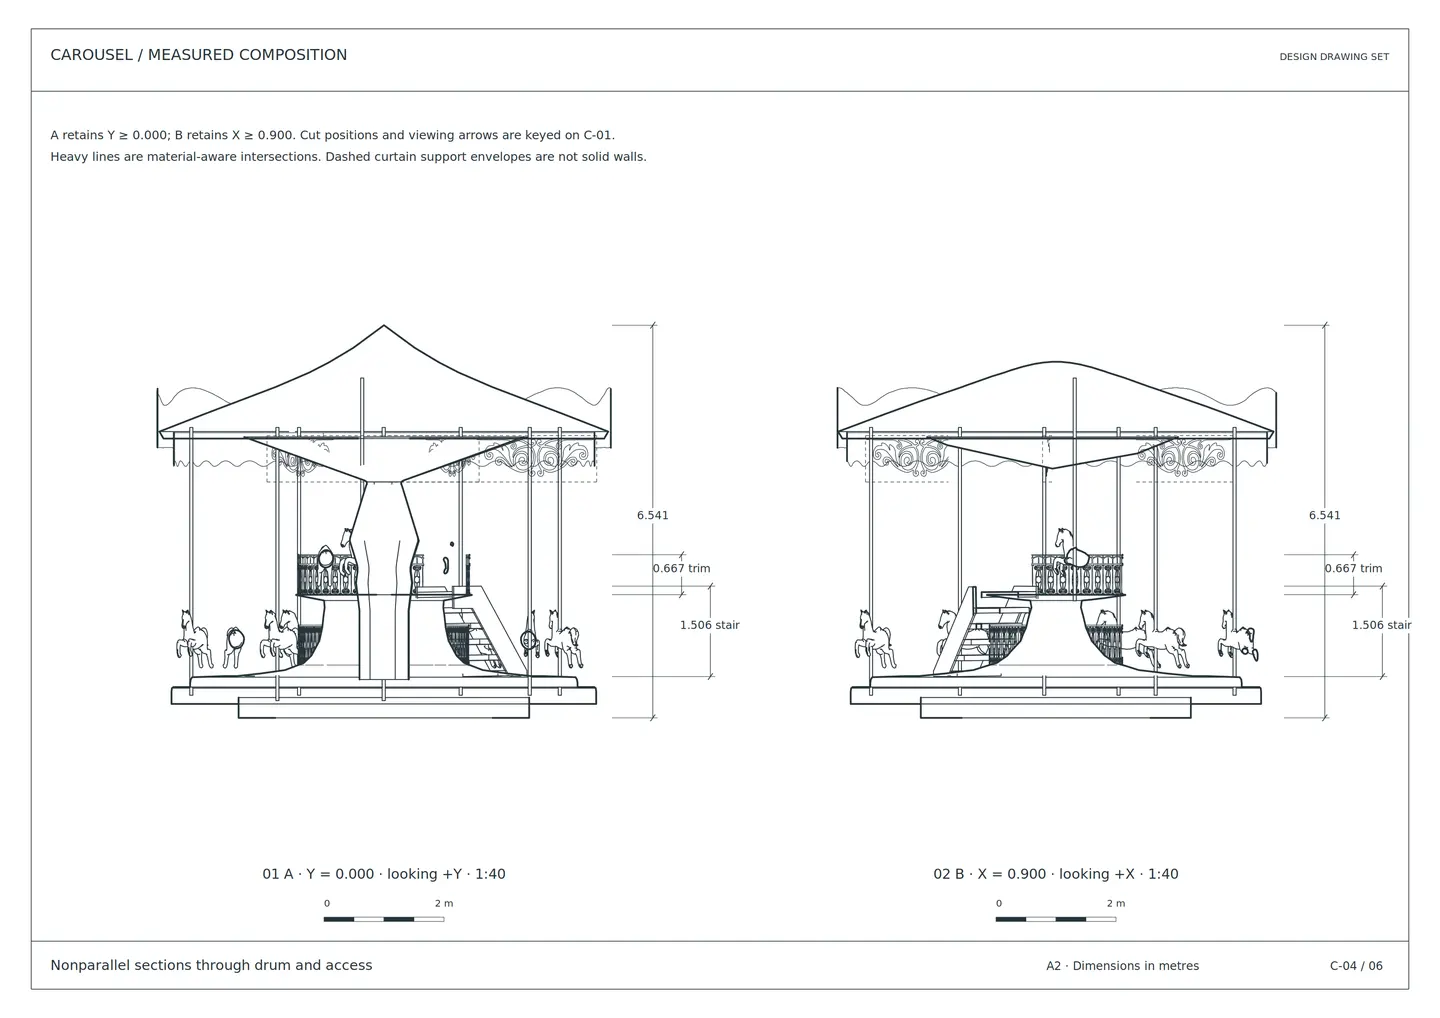 CAROUSEL / MEASURED COMPOSITION
DESIGN DRAWING SET
A retains Y ≥ 0.000; B retains X ≥ 0.900. Cut positions and viewing arrows are keyed on C-01.
Heavy lines are material-aware intersections. Dashed curtain support envelopes are not solid walls.
6.541
0.667 trim
1.506 stair
6.541
0.667 trim
1.506 stair
01 A · Y = 0.000 · looking +Y · 1:40
0 2 m
02 B · X = 0.900 · looking +X · 1:40
0 2 m
Nonparallel sections through drum and access
A2 · Dimensions in metres
C-04 / 06